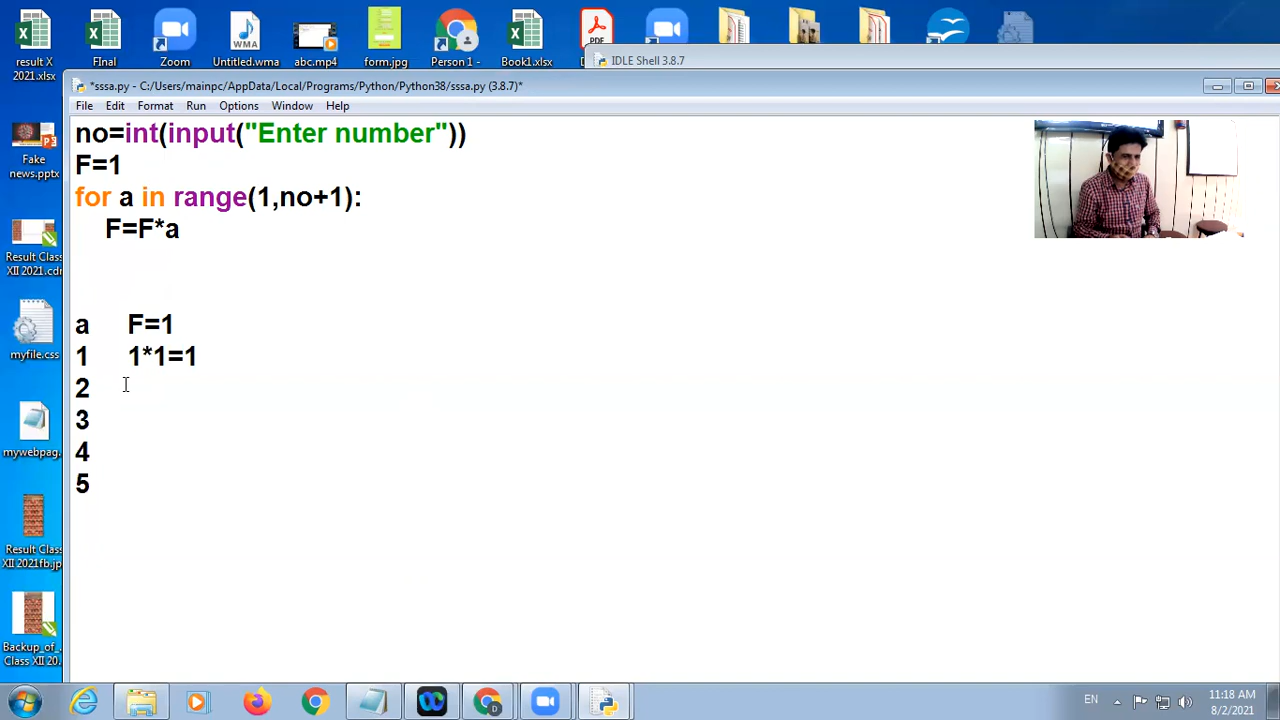 result X
2021.xlsx
FInal
Zoom
Untitled.wma
WMA
abc.mp4
form.jpg
Person 1 -
Book1.xlsx
PDF
IDLE Shell 3.8.7
*sssa.py - C:/Users/mainpc/AppData/Local/Programs/Python/Python38/sssa.py (3.8.7)*
File Edit Format Run Options Window Help
no=int(input("Enter number"))
F=1
for a in range(1,no+1):
F=F*a
a F=1
1 1*1=1
2
3
4
5
Fake
news.pptx
Result Class
XII 2021.cdr
myfile.css
mywebpag.
Result Class
XII 2021fb.jp
Backup_of_
Class XII 20.
EN
11:18 AM
8/2/2021